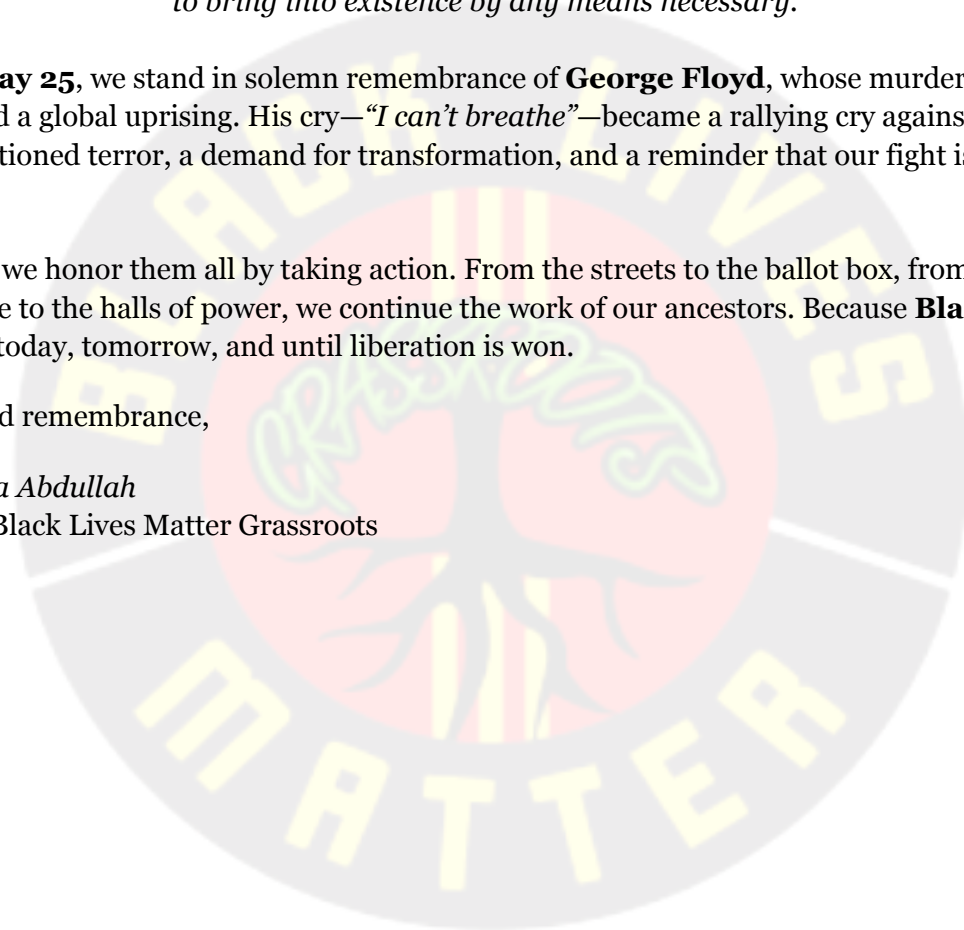 to bring into existence by any means necessary.
ay 25, we stand in solemn remembrance of George Floyd, whose murder
d a global uprising. His cry—“I can’t breathe”—became a rallying cry agains
tioned terror, a demand for transformation, and a reminder that our fight is
we honor them all by taking action. From the streets to the ballot box, from
e to the halls of power, we continue the work of our ancestors. Because Bla
today, tomorrow, and until liberation is won.
d remembrance,
a Abdullah
Black Lives Matter Grassroots
BLACK LIVES
GRASSROOTS
MATTER